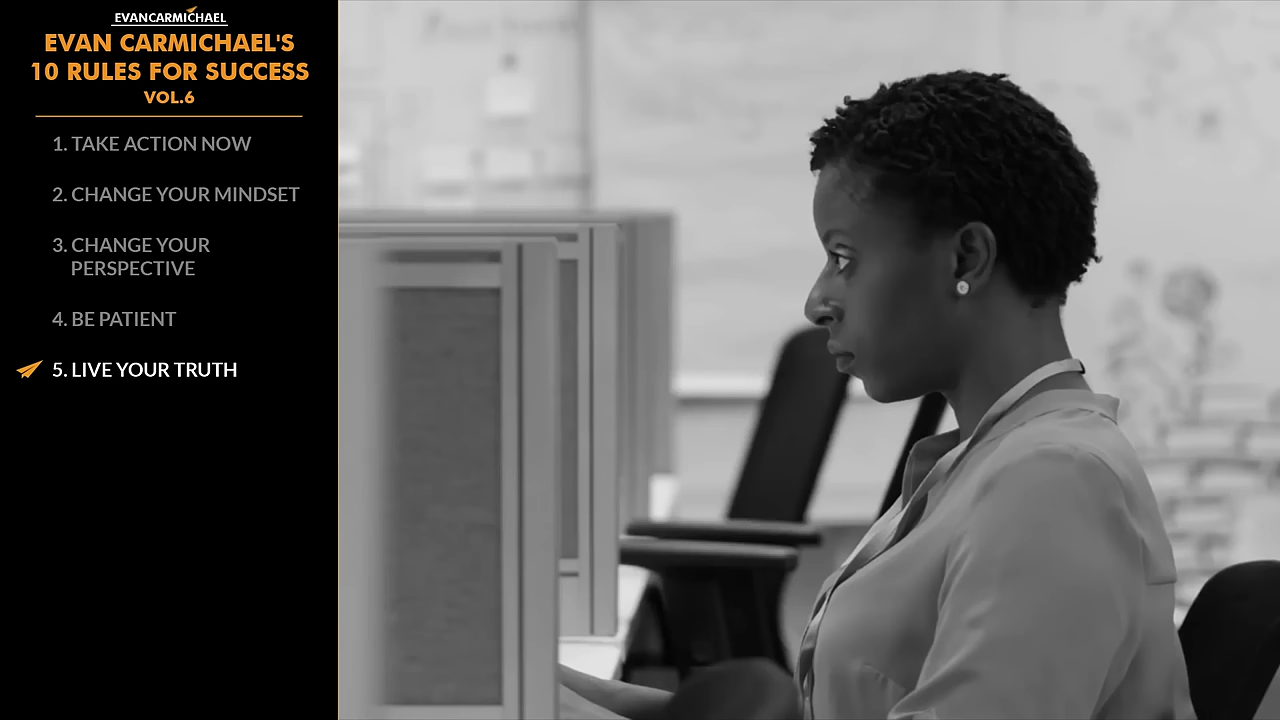 EVANCARMICHAEL
EVAN CARMICHAEL'S
10 RULES FOR SUCCESS
VOL.6
1. TAKE ACTION NOW
2. CHANGE YOUR MINDSET
3. CHANGE YOUR
PERSPECTIVE
4. BE PATIENT
5. LIVE YOUR TRUTH